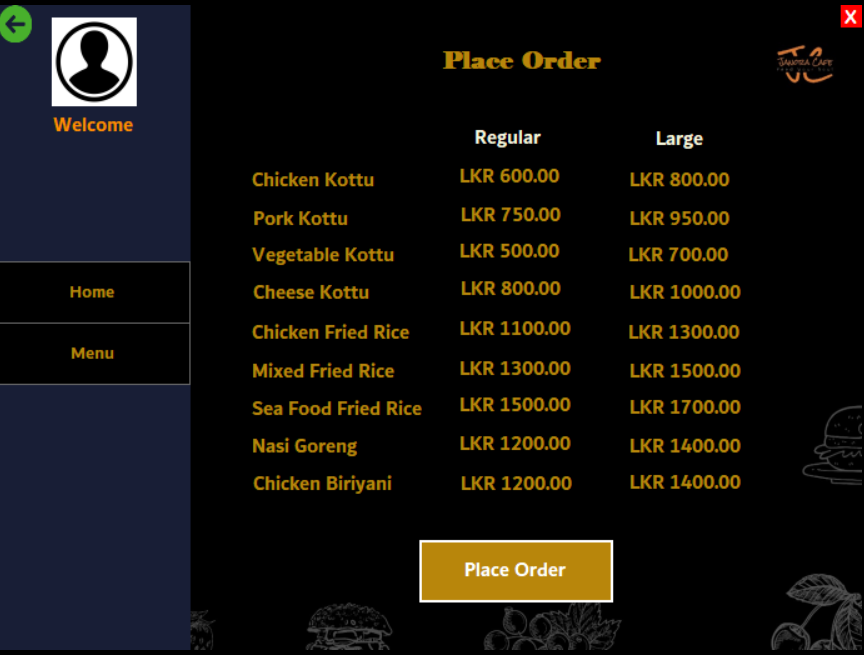 X
Place Order
JANORA CAFE
Welcome
Regular Large
Chicken Kottu LKR 600.00 LKR 800.00
Pork Kottu LKR 750.00 LKR 950.00
Vegetable Kottu LKR 500.00 LKR 700.00
Cheese Kottu LKR 800.00 LKR 1000.00
Home
Chicken Fried Rice LKR 1100.00 LKR 1300.00
Menu
Mixed Fried Rice LKR 1300.00 LKR 1500.00
Sea Food Fried Rice LKR 1500.00 LKR 1700.00
Nasi Goreng LKR 1200.00 LKR 1400.00
Chicken Biriyani LKR 1200.00 LKR 1400.00
Place Order